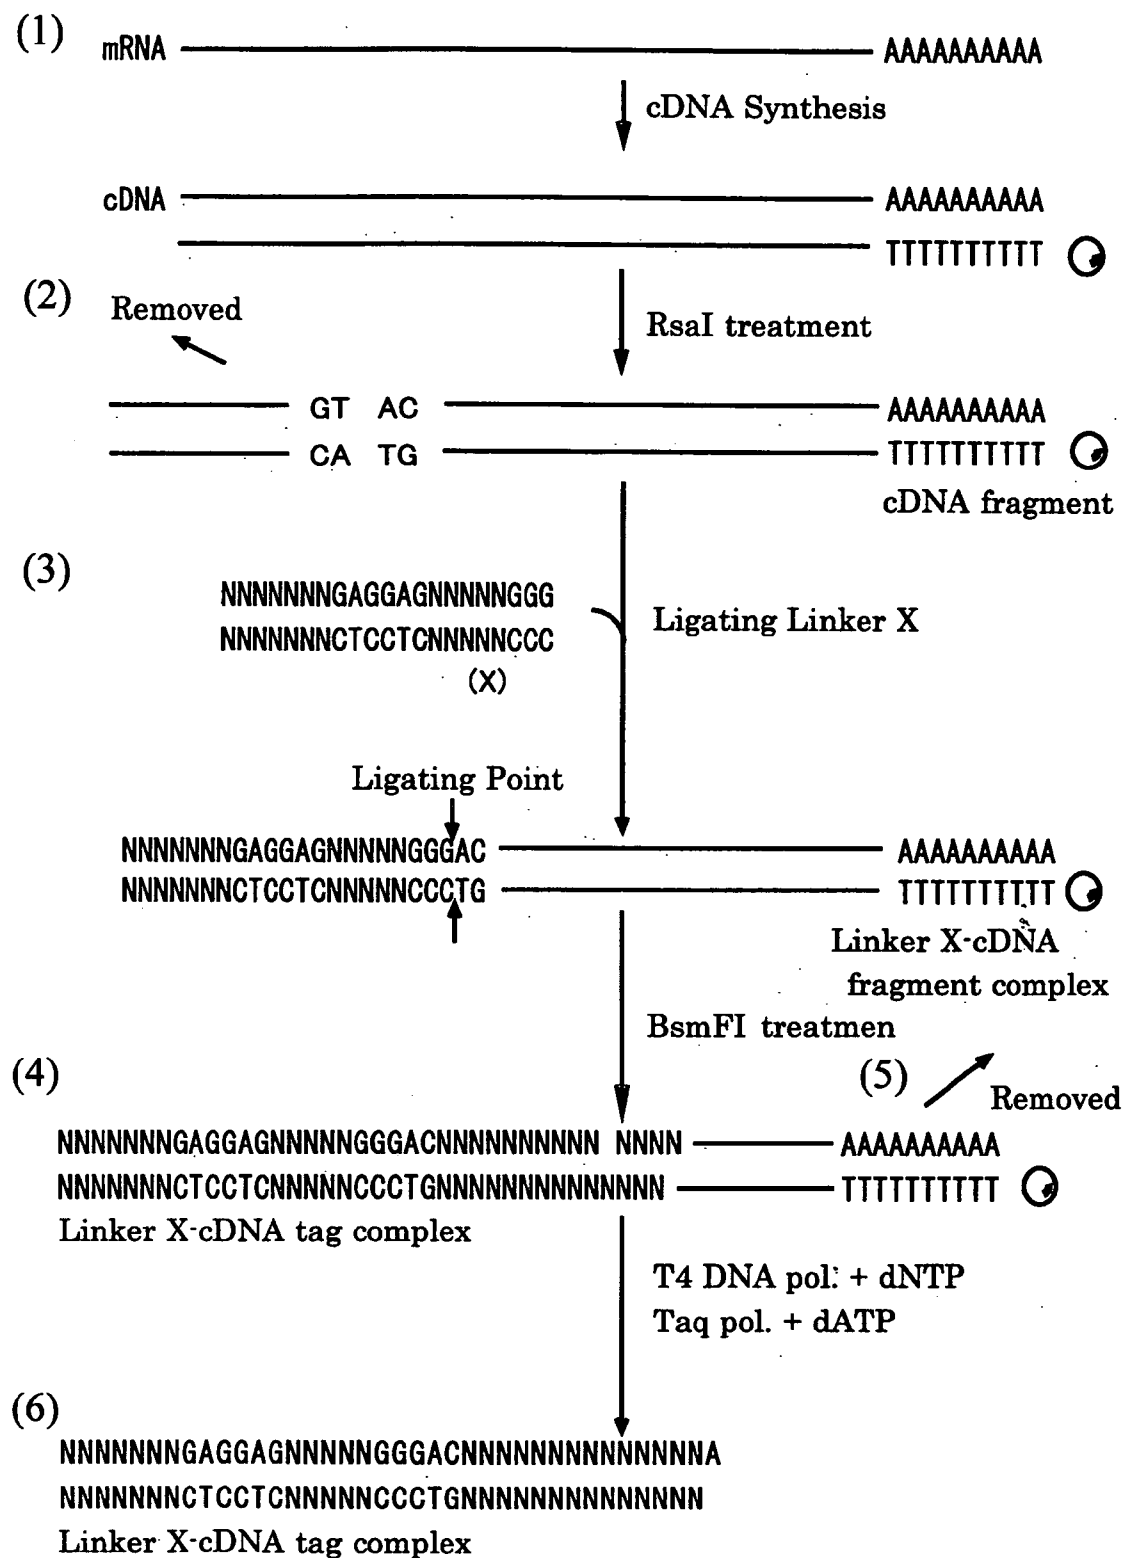 (1)
mRNA AAAAAAAAAA
cDNA Synthesis
cDNA AAAAAAAAAA
TTTTTTTTTT
(2)
Removed
RsaI treatment
GT AC AAAAAAAAAA
CA TG TTTTTTTTTT
cDNA fragment
(3)
NNNNNNNGAGGAGNNNNNGGG
NNNNNNNCTCCTCNNNNNCCC
(X)
Ligating Linker X
Ligating Point
NNNNNNNGAGGAGNNNNNGGGAC AAAAAAAAAA
NNNNNNNCTCCTCNNNNNCCCTG TTTTTTTTTT
Linker X-cDNA
fragment complex
BsmFI treatmen
(4)
(5)
Removed
NNNNNNNGAGGAGNNNNNGGGACNNNNNNNNNN NNNN AAAAAAAAAA
NNNNNNNCTCCTCNNNNNCCCTGNNNNNNNNNNNNNN TTTTTTTTTT
Linker X-cDNA tag complex
T4 DNA pol. + dNTP
Taq pol. + dATP
(6)
NNNNNNNGAGGAGNNNNNGGGACNNNNNNNNNNNNNNA
NNNNNNNCTCCTCNNNNNCCCTGNNNNNNNNNNNNNN
Linker X-cDNA tag complex